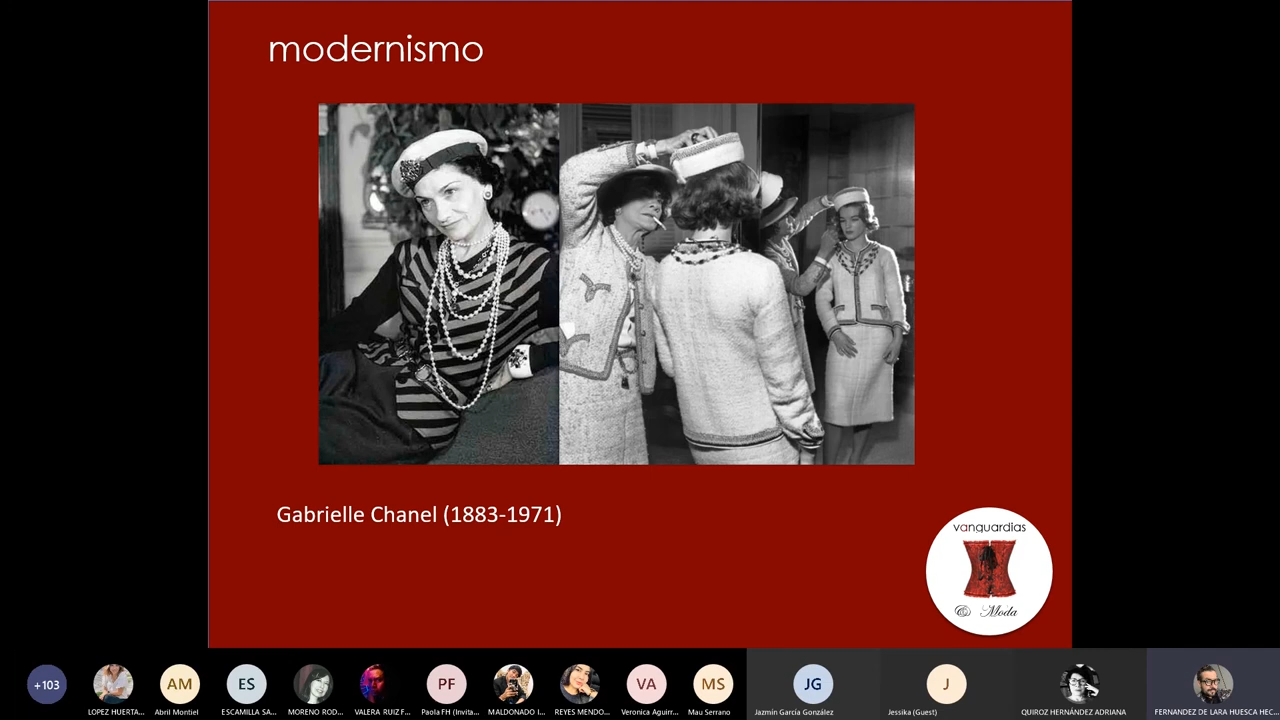 modernismo
Gabrielle Chanel (1883-1971)
vanguardias
& Moda
+103
AM
ES
PF
VA
MS
JG
J
LOPEZ HUERTA...
Abril Montiel
ESCAMILLA SA...
MORENO ROD...
VALERA RUIZ F...
Paola FH (Invita...
MALDONADO I...
REYES MENDO...
Veronica Aguirr...
Mau Serrano
Jazmín García González
Jessika (Guest)
QUIROZ HERNÁNDEZ ADRIANA
FERNANDEZ DE LARA HUESCA HEC...